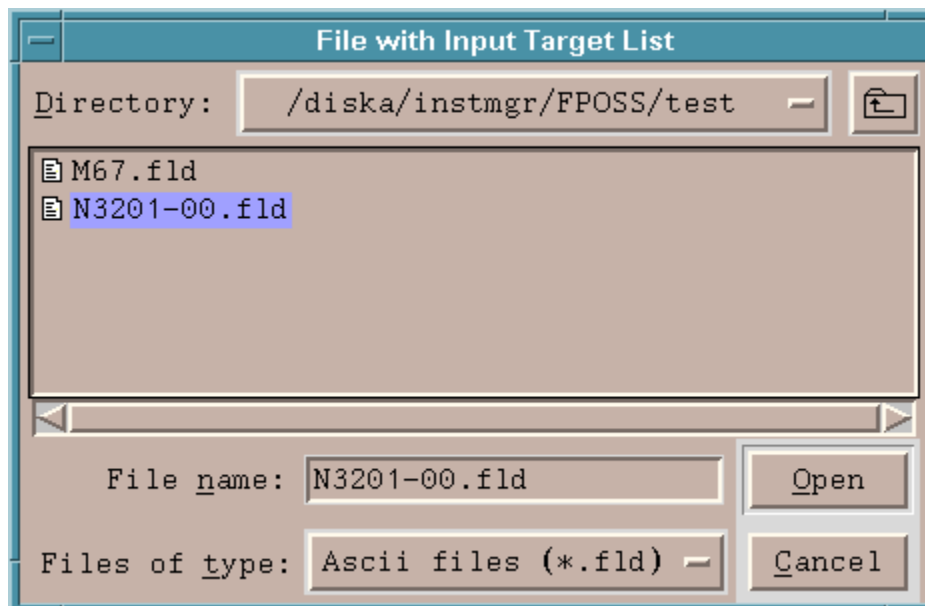 File with Input Target List
Directory: /diska/instmgr/FPOSS/test
M67.fld
N3201-00.fld
File name: N3201-00.fld Open
Files of type: Ascii files (*.fld) Cancel